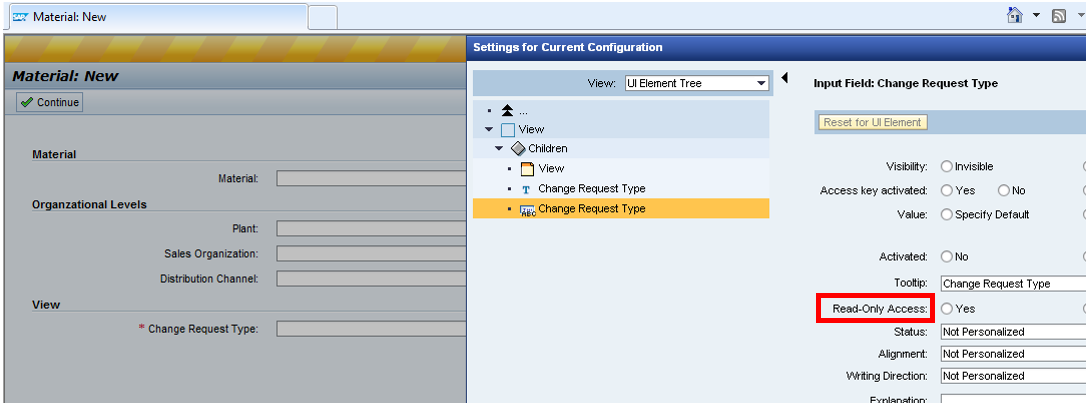 SAP Material: New
Material: New
Continue
Material
Material:
Organzational Levels
Plant:
Sales Organization:
Distribution Channel:
View
* Change Request Type:
Settings for Current Configuration
View: UI Element Tree
...
View
Children
View
T Change Request Type
ABC Change Request Type
Input Field: Change Request Type
Reset for UI Element
Visibility: Invisible
Access key activated: Yes No
Value: Specify Default
Activated: No
Tooltip: Change Request Type
Read-Only Access: Yes
Status: Not Personalized
Alignment: Not Personalized
Writing Direction: Not Personalized
Explanation: